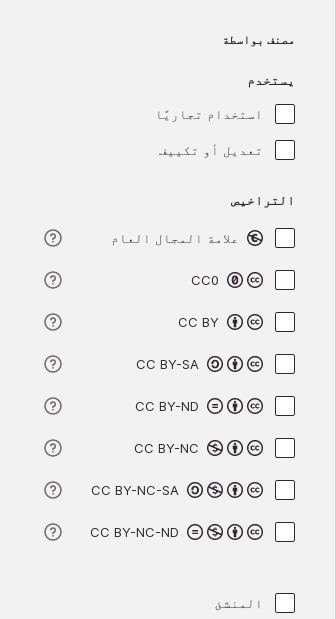 مصنف بواسطة
يستخدم
استخدام تجاريًا
تعديل أو تكييف
التراخيص
علامة المجال العام
CC0
CC BY
CC BY-SA
CC BY-ND
CC BY-NC
CC BY-NC-SA
CC BY-NC-ND
المنشئ